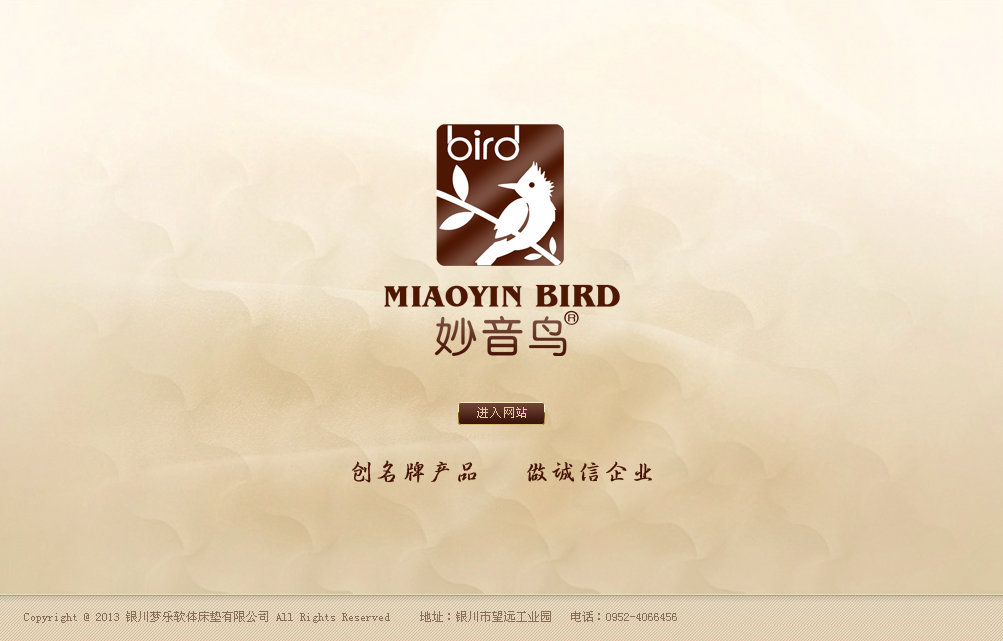 bird
MIAOYIN BIRD
妙音鸟®
进入网站
创名牌产品 做诚信企业
Copyright @ 2013 银川梦乐软体床垫有限公司 All Rights Reserved 地址：银川市望远工业园 电话：0952-4066456